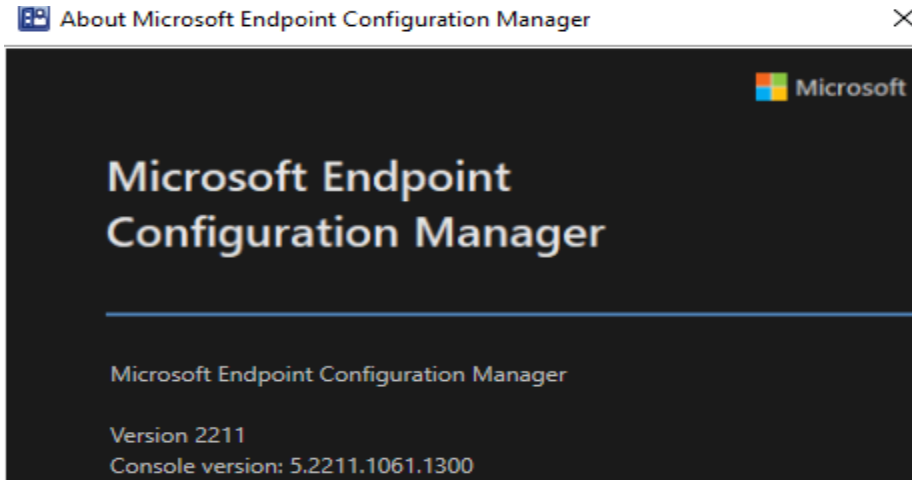 About Microsoft Endpoint Configuration Manager
Microsoft
Microsoft Endpoint
Configuration Manager
Microsoft Endpoint Configuration Manager
Version 2211
Console version: 5.2211.1061.1300